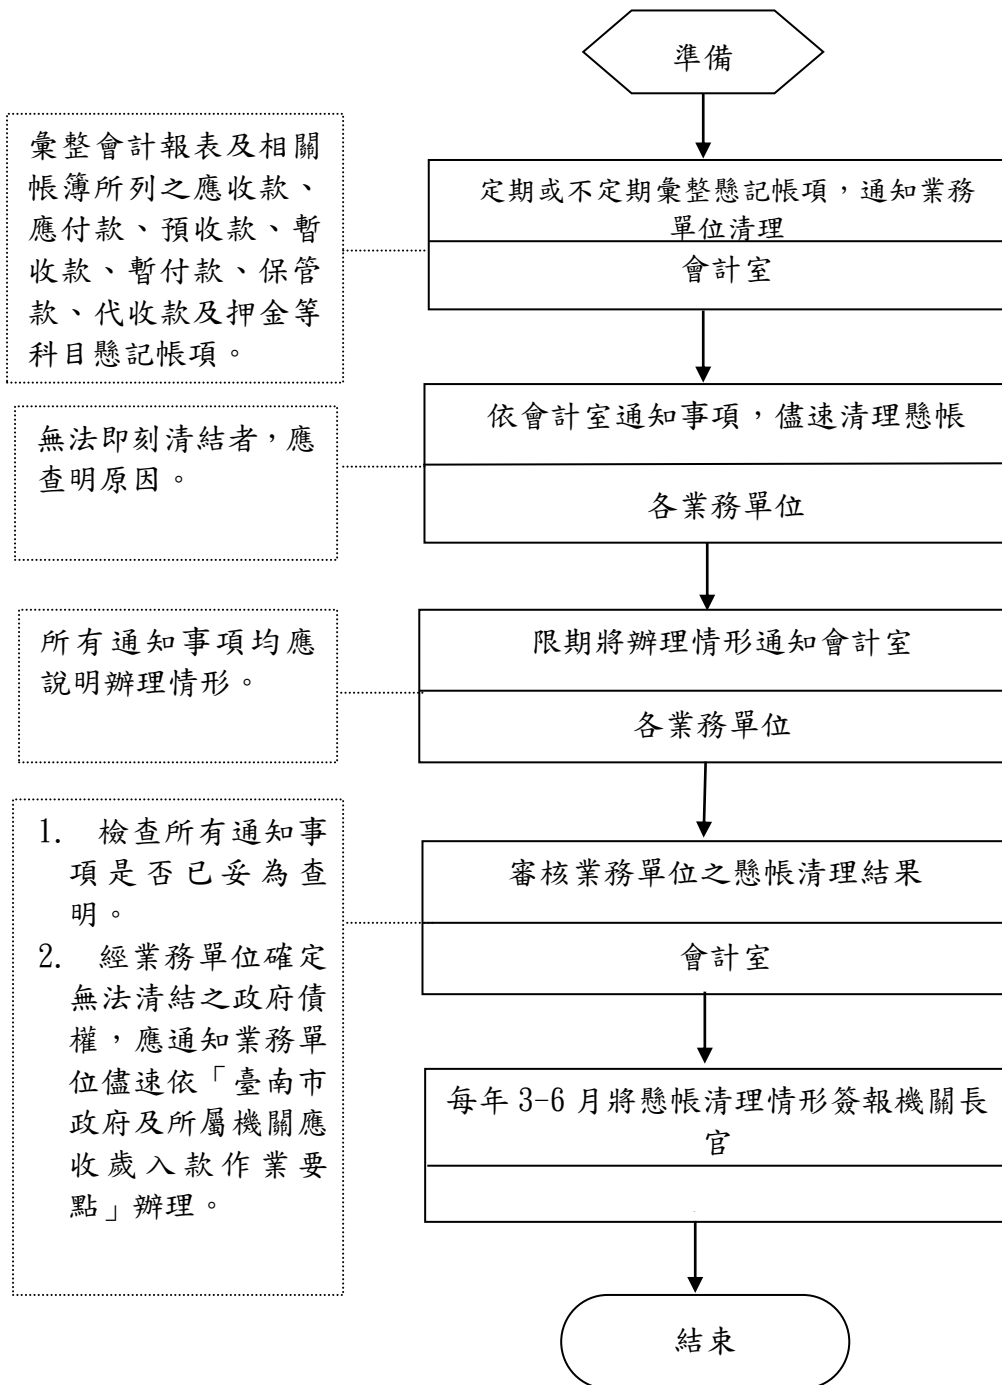 準備
彙整會計報表及相關
帳簿所列之應收款、
應付款、預收款、暫
收款、暫付款、保管
款、代收款及押金等
科目懸記帳項。
定期或不定期彙整懸記帳項，通知業務
單位清理
會計室
無法即刻清結者，應
查明原因。
依會計室通知事項，儘速清理懸帳
各業務單位
所有通知事項均應
說明辦理情形。
限期將辦理情形通知會計室
各業務單位
1. 檢查所有通知事
項是否已妥為查
明。
2. 經業務單位確定
無法清結之政府債
權，應通知業務單
位儘速依「臺南市
政府及所屬機關應
收歲入款作業要
點」辦理。
審核業務單位之懸帳清理結果
會計室
每年 3-6 月將懸帳清理情形簽報機關長
官
結束